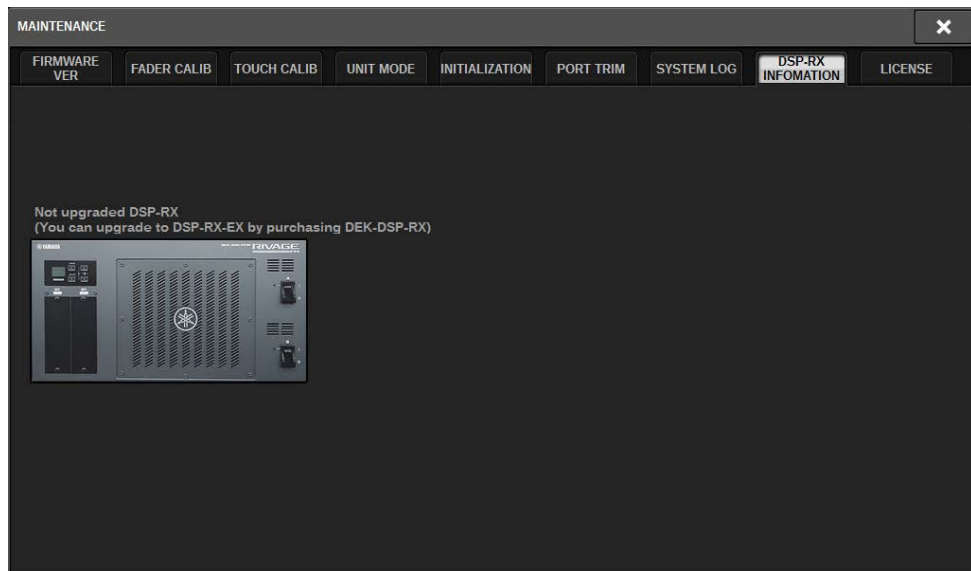 MAINTENANCE
FIRMWARE
VER
FADER CALIB
TOUCH CALIB
UNIT MODE
INITIALIZATION
PORT TRIM
SYSTEM LOG
DSP-RX
INFOMATION
LICENSE
Not upgraded DSP-RX
(You can upgrade to DSP-RX-EX by purchasing DEK-DSP-RX)
YAMAHA
RIVAGE